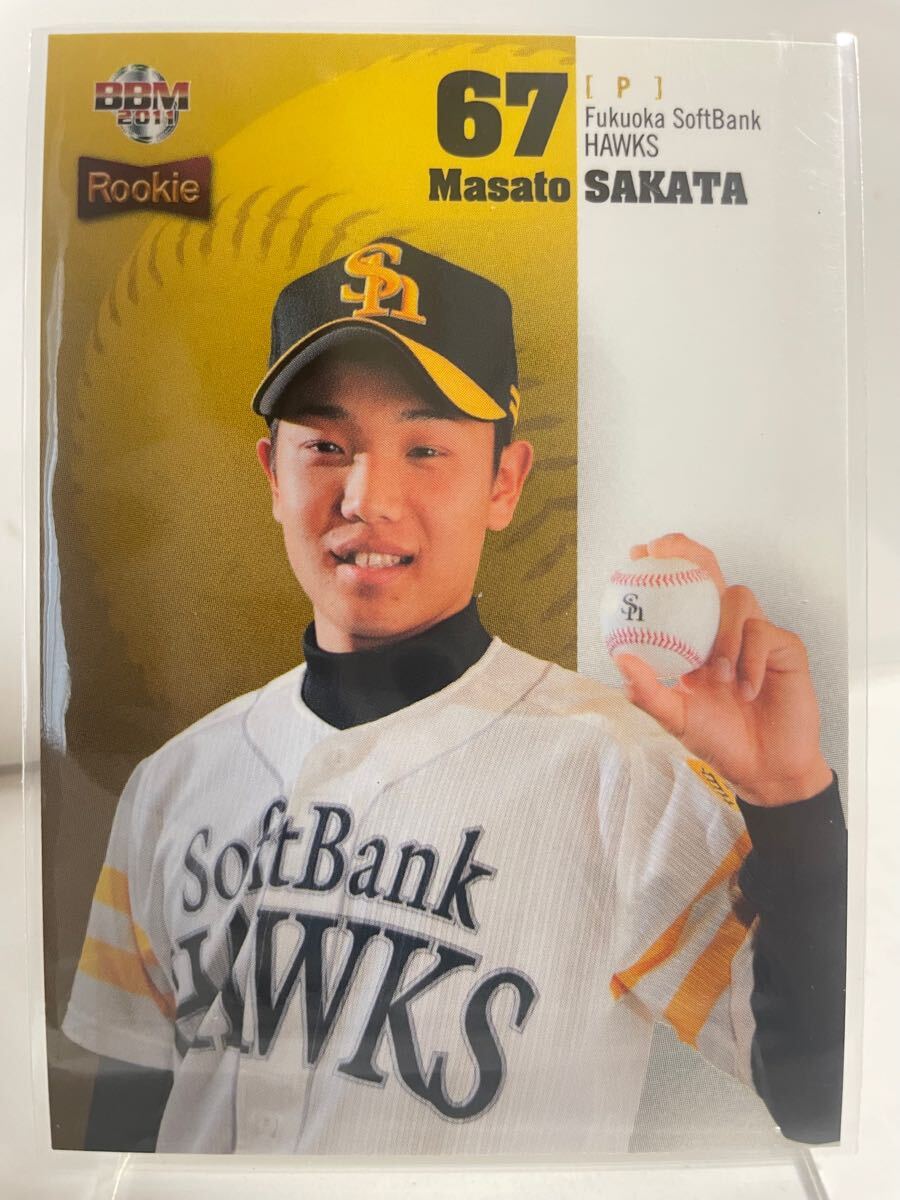 BBM
2011
Rookie
67
[ P ]
Fukuoka SoftBank
HAWKS
Masato SAKATA
Sh
Sh
SoftBank
HAWKS